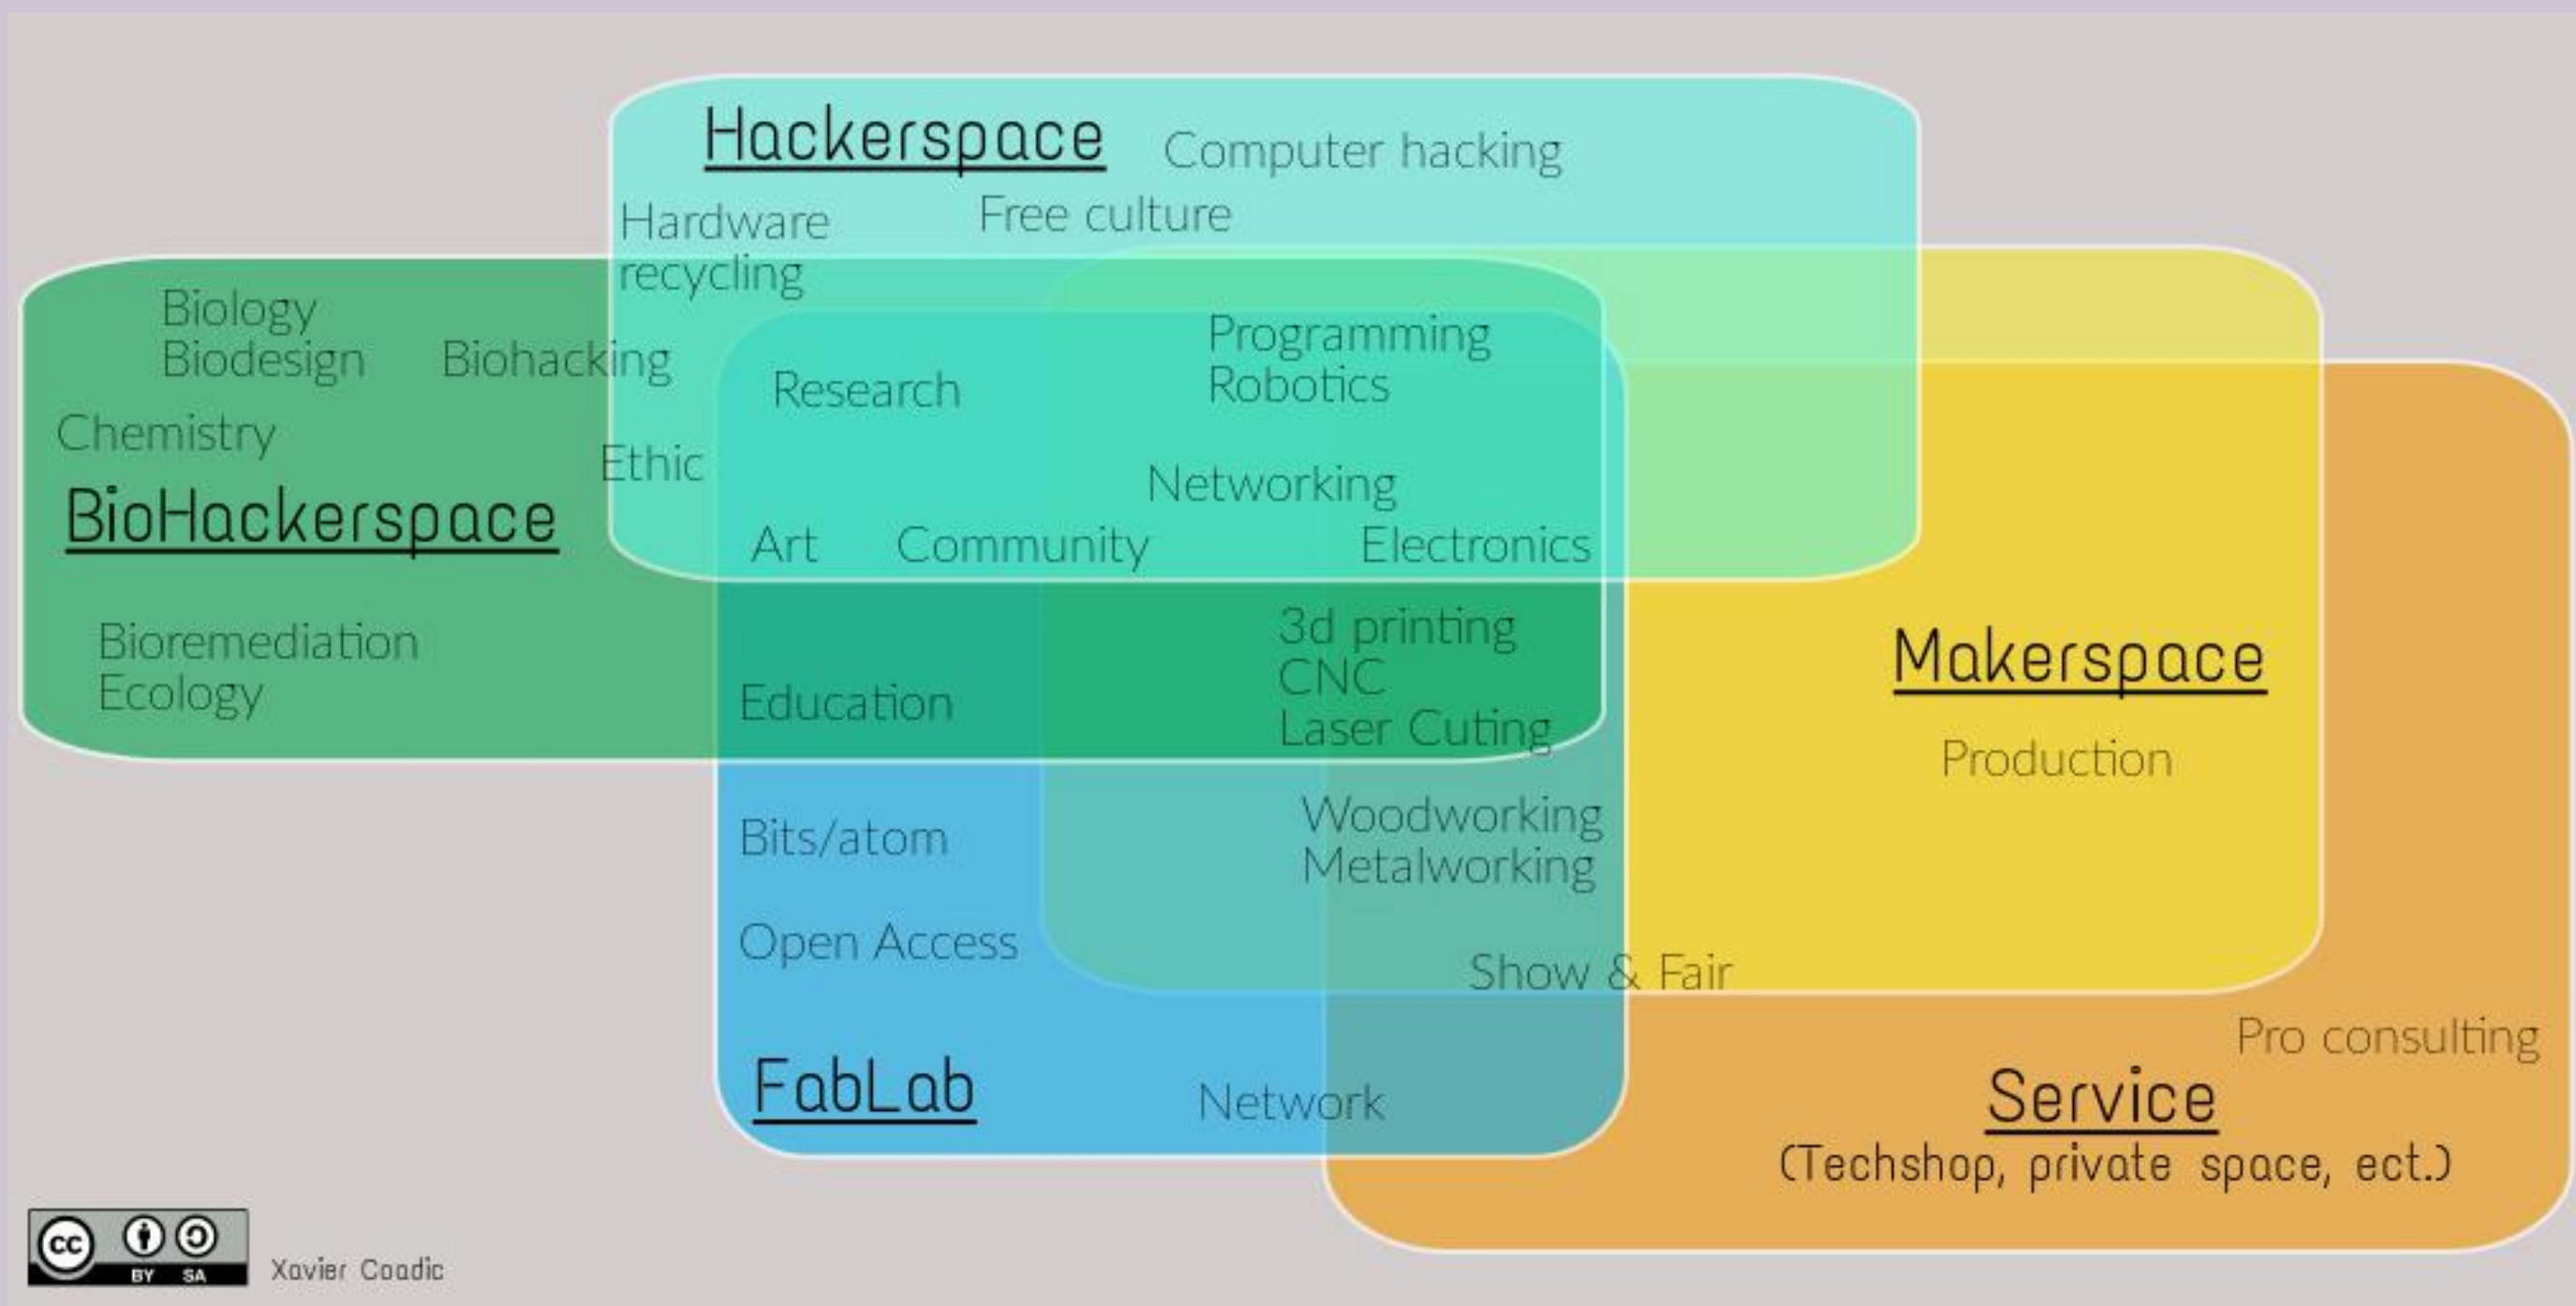 Hackerspace
Computer hacking
Hardware
recycling
Free culture
Biology
Biodesign
Biohacking
Chemistry
Ethic
BioHackerspace
Bioremediation
Ecology
Research
Programming
Robotics
Networking
Art
Community
Electronics
Education
3d printing
CNC
Laser Cuting
Makerspace
Production
Bits/atom
Woodworking
Metalworking
Open Access
Show & Fair
FabLab
Network
Pro consulting
Service
(Techshop, private space, ect.)
cc
BY SA
Xavier Coadic